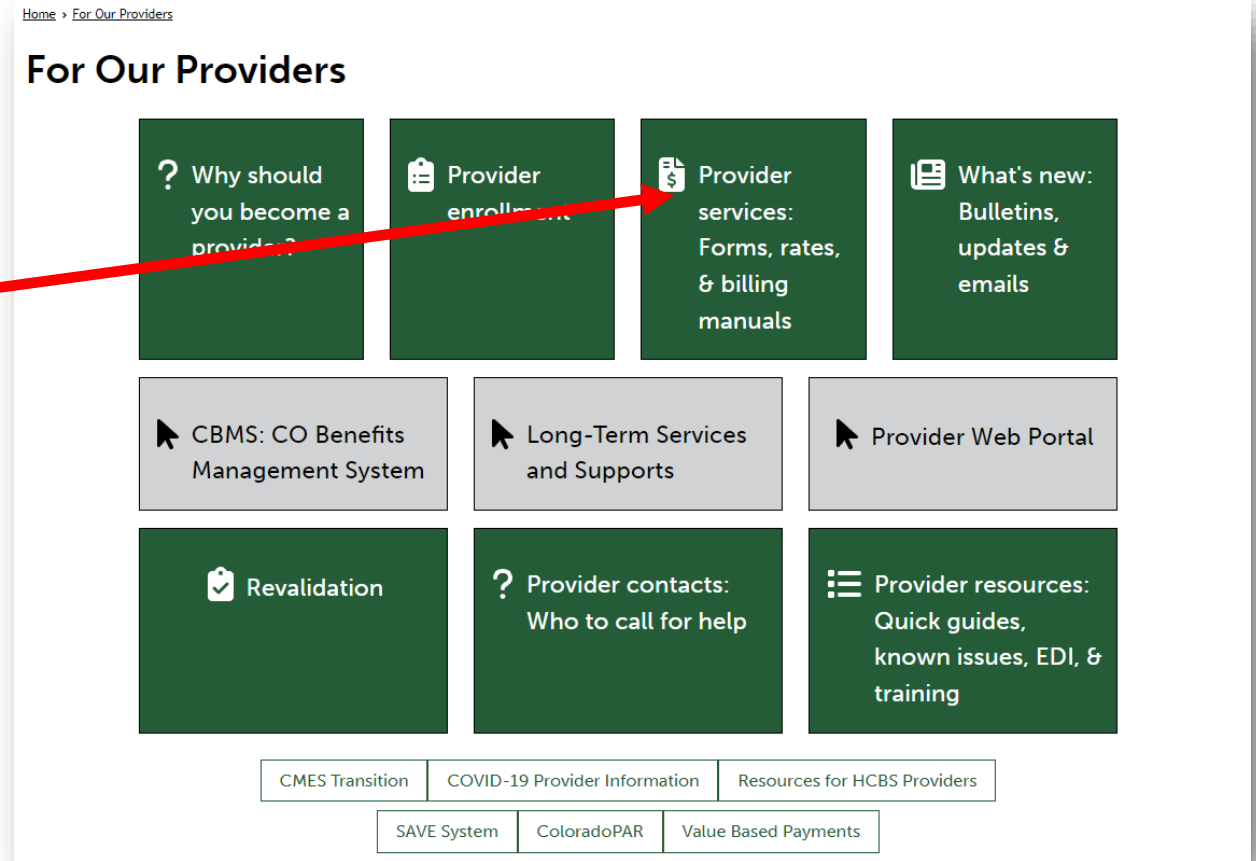 Home › For Our Providers
For Our Providers
Why should
you become a
provider?
Provider
enrollment
Provider
services:
Forms, rates,
& billing
manuals
What's new:
Bulletins,
updates &
emails
CBMS: CO Benefits
Management System
Long-Term Services
and Supports
Provider Web Portal
Revalidation
Provider contacts:
Who to call for help
Provider resources:
Quick guides,
known issues, EDI, &
training
CMES Transition
COVID-19 Provider Information
Resources for HCBS Providers
SAVE System
ColoradoPAR
Value Based Payments